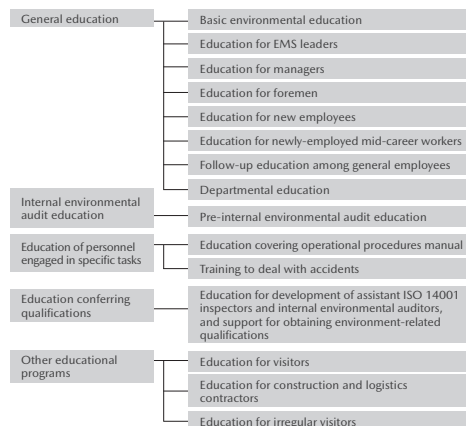 General education
Basic environmental education
Education for EMS leaders
Education for managers
Education for foremen
Education for new employees
Education for newly-employed mid-career workers
Follow-up education among general employees
Departmental education
Internal environmental
audit education
Pre-internal environmental audit education
Education of personnel
engaged in specific tasks
Education covering operational procedures manual
Training to deal with accidents
Education conferring
qualifications
Education for development of assistant ISO 14001
inspectors and internal environmental auditors,
and support for obtaining environment-related
qualifications
Other educational
programs
Education for visitors
Education for construction and logistics
contractors
Education for irregular visitors